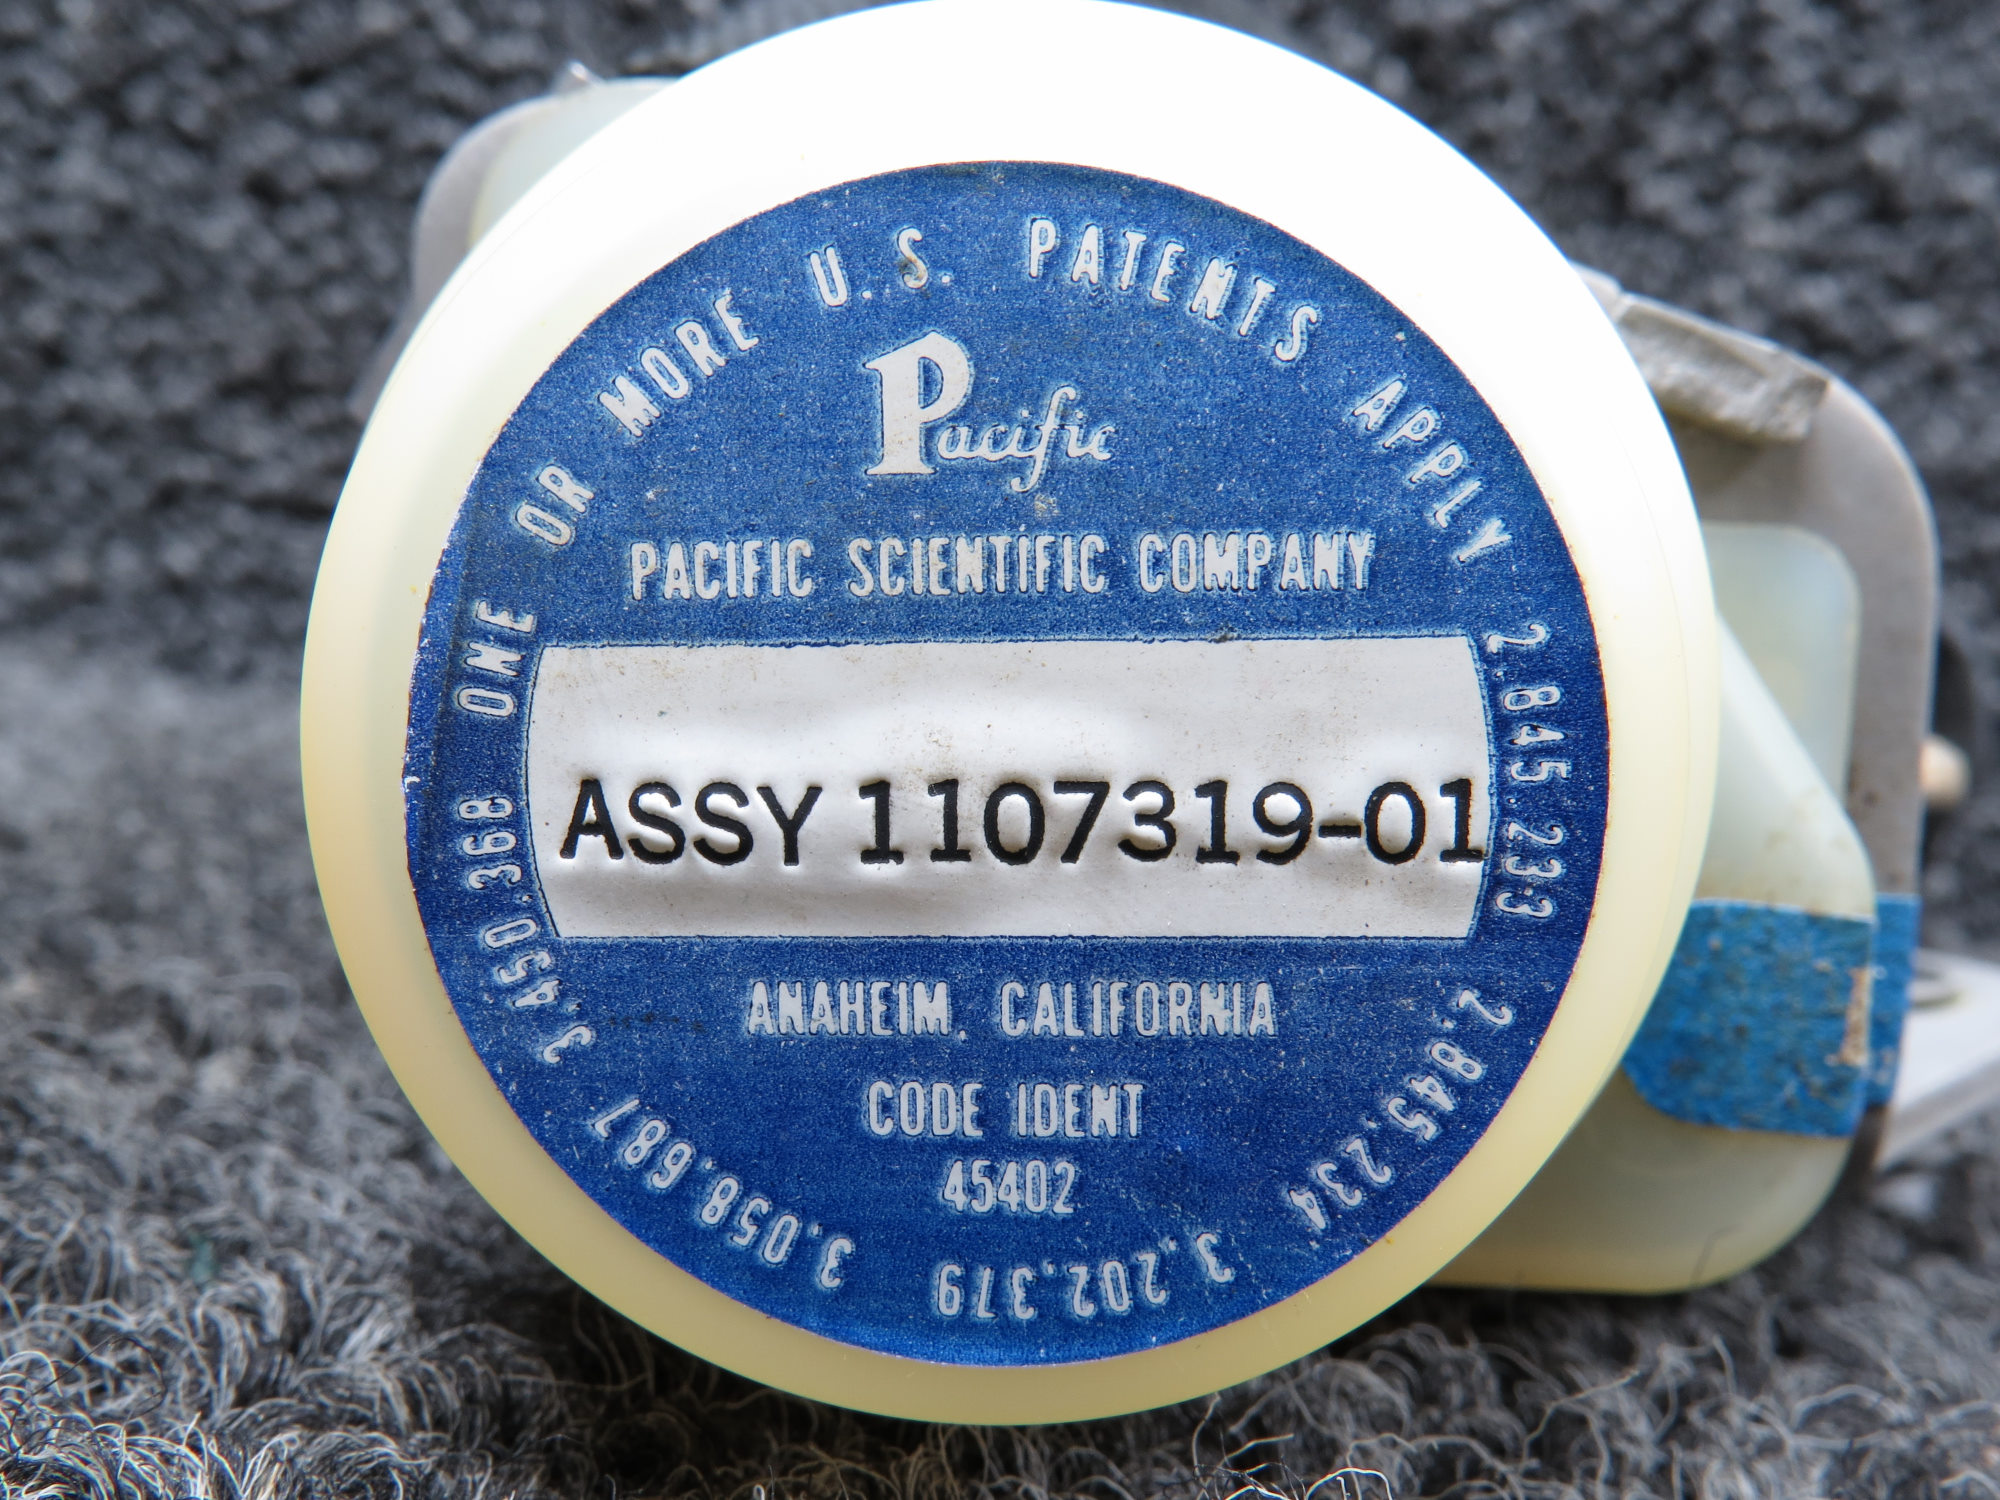 ONE OR MORE U.S. PATENTS APPLY 2,845,233 2,845,234 3,202,379 3,058,687 3,450,368
Pacific
PACIFIC SCIENTIFIC COMPANY
ASSY 1107319-01
ANAHEIM, CALIFORNIA
CODE IDENT
45402